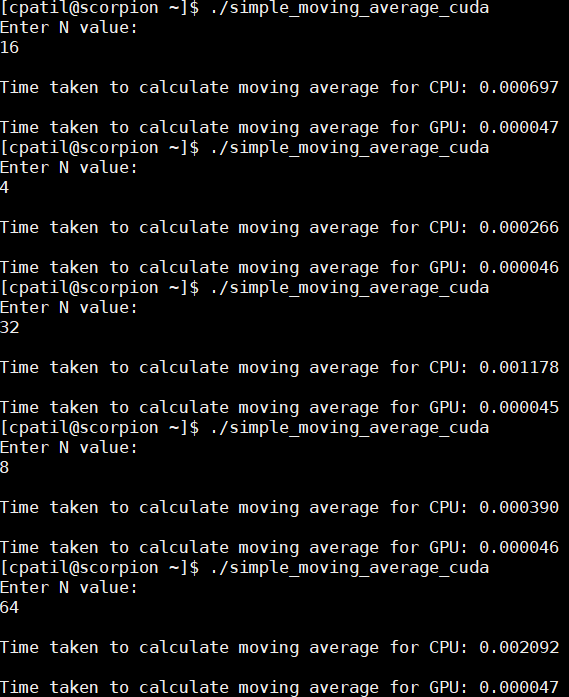 [cpatil@scorpion ~]$ ./simple_moving_average_cuda
Enter N value:
16
Time taken to calculate moving average for CPU: 0.000697
Time taken to calculate moving average for GPU: 0.000047
[cpatil@scorpion ~]$ ./simple_moving_average_cuda
Enter N value:
4
Time taken to calculate moving average for CPU: 0.000266
Time taken to calculate moving average for GPU: 0.000046
[cpatil@scorpion ~]$ ./simple_moving_average_cuda
Enter N value:
32
Time taken to calculate moving average for CPU: 0.001178
Time taken to calculate moving average for GPU: 0.000045
[cpatil@scorpion ~]$ ./simple_moving_average_cuda
Enter N value:
8
Time taken to calculate moving average for CPU: 0.000390
Time taken to calculate moving average for GPU: 0.000046
[cpatil@scorpion ~]$ ./simple_moving_average_cuda
Enter N value:
64
Time taken to calculate moving average for CPU: 0.002092
Time taken to calculate moving average for GPU: 0.000047